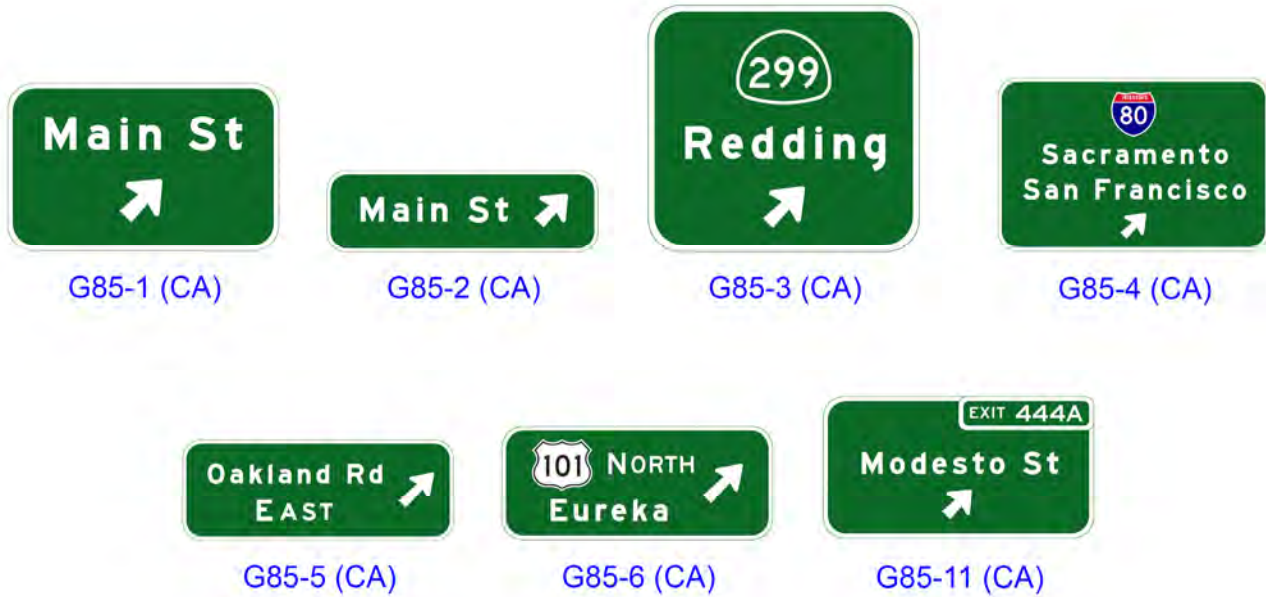 Main St
G85-1 (CA)
Main St
G85-2 (CA)
299
Redding
G85-3 (CA)
INTERSTATE
80
Sacramento
San Francisco
G85-4 (CA)
Oakland Rd
EAST
G85-5 (CA)
101 NORTH
Eureka
G85-6 (CA)
EXIT 444A
Modesto St
G85-11 (CA)